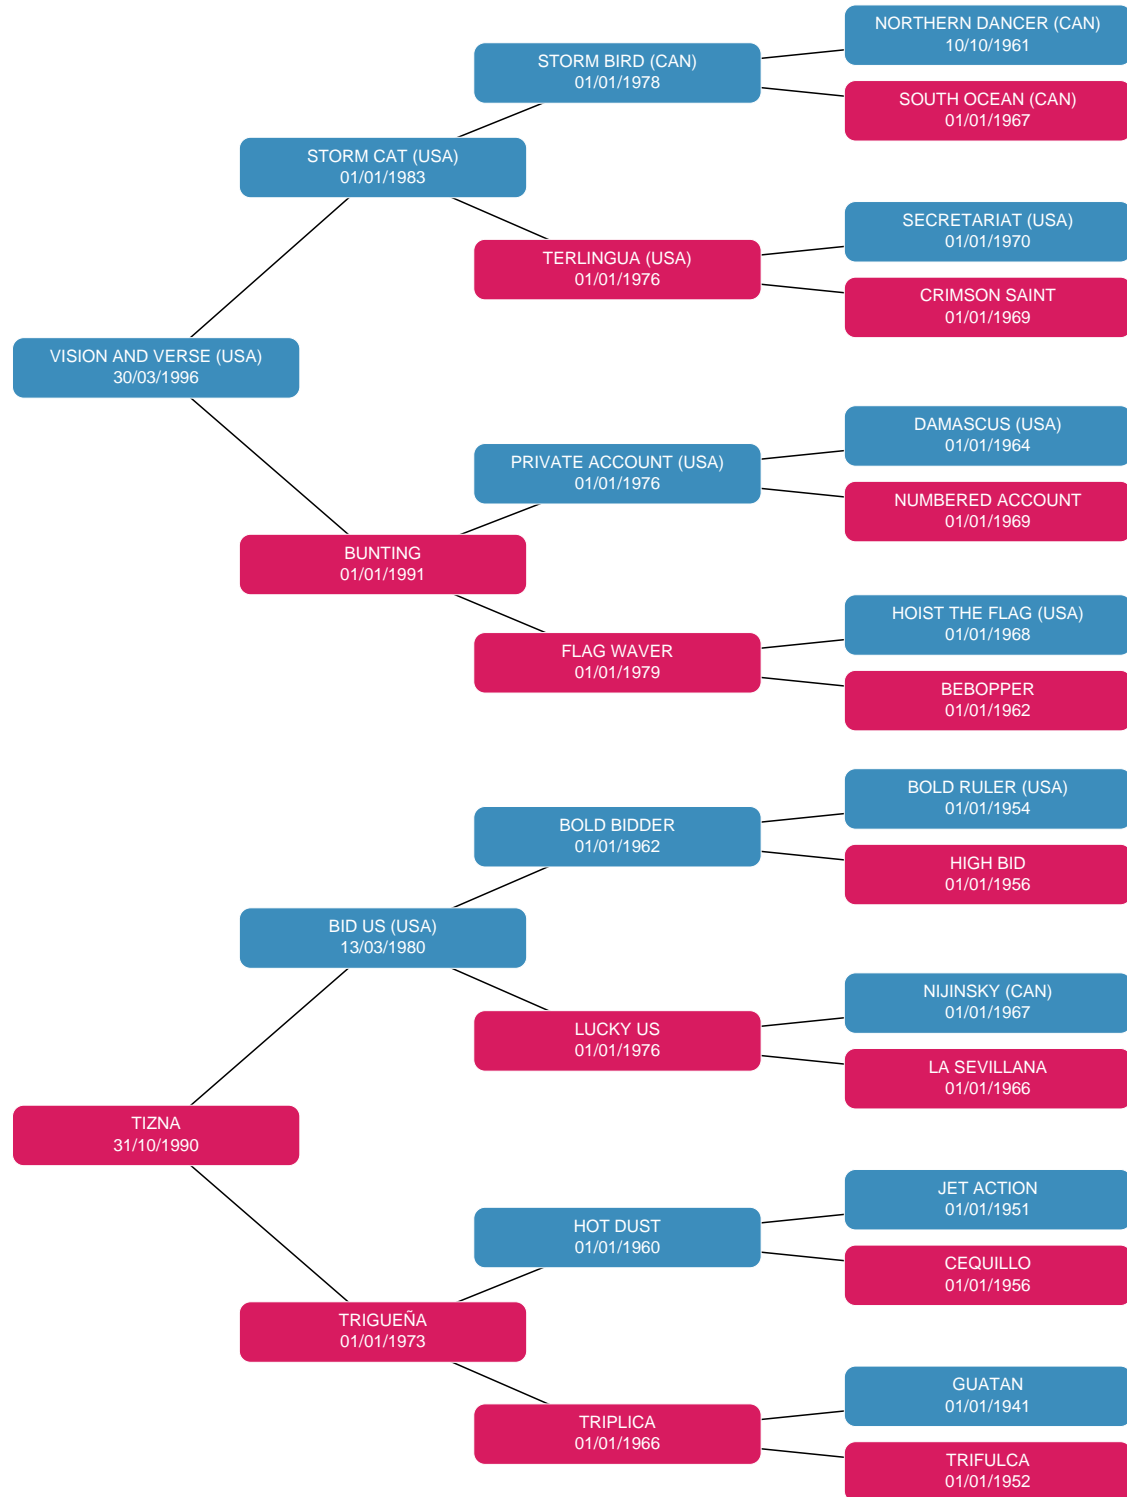 NORTHERN DANCER (CAN)
10/10/1961
STORM BIRD (CAN)
01/01/1978
SOUTH OCEAN (CAN)
01/01/1967
STORM CAT (USA)
01/01/1983
SECRETARIAT (USA)
01/01/1970
TERLINGUA (USA)
01/01/1976
CRIMSON SAINT
01/01/1969
VISION AND VERSE (USA)
30/03/1996
DAMASCUS (USA)
01/01/1964
PRIVATE ACCOUNT (USA)
01/01/1976
NUMBERED ACCOUNT
01/01/1969
BUNTING
01/01/1991
HOIST THE FLAG (USA)
01/01/1968
FLAG WAVER
01/01/1979
BEBOPPER
01/01/1962
BOLD RULER (USA)
01/01/1954
BOLD BIDDER
01/01/1962
HIGH BID
01/01/1956
BID US (USA)
13/03/1980
NIJINSKY (CAN)
01/01/1967
LUCKY US
01/01/1976
LA SEVILLANA
01/01/1966
TIZNA
31/10/1990
JET ACTION
01/01/1951
HOT DUST
01/01/1960
CEQUILLO
01/01/1956
TRIGUEÑA
01/01/1973
GUATAN
01/01/1941
TRIPLICA
01/01/1966
TRIFULCA
01/01/1952